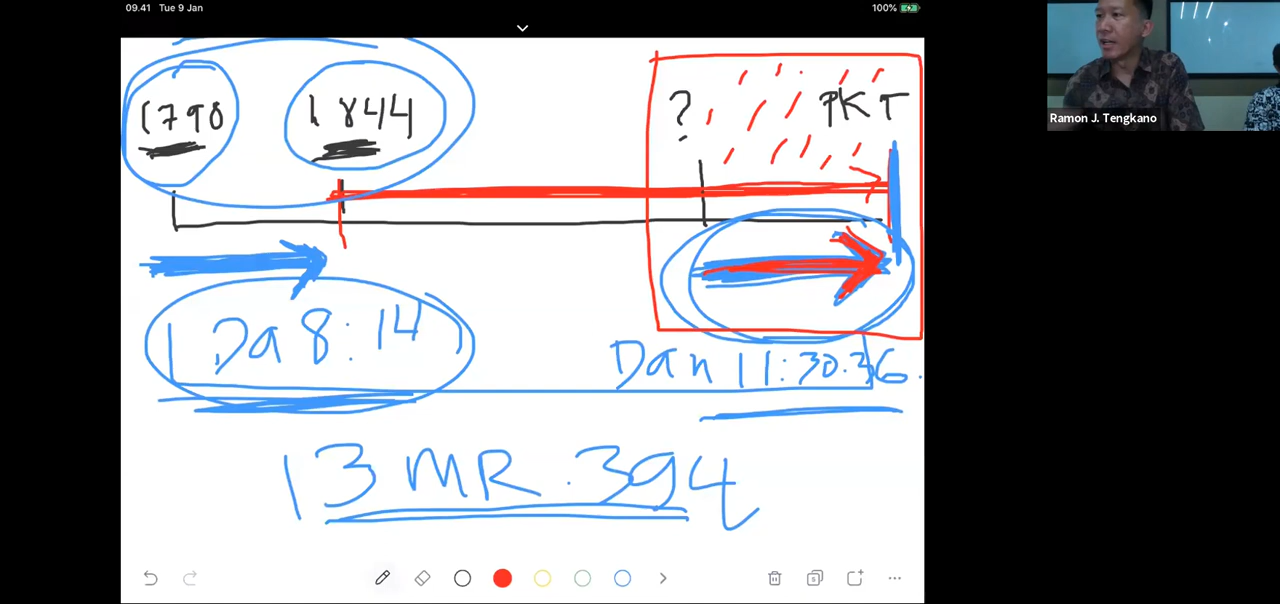 09.41 Tue 9 Jan
100%
1798 1844 ? PKT
Da 8:14
Dan 11:30.36.
13 MR.394
Ramon J. Tengkano